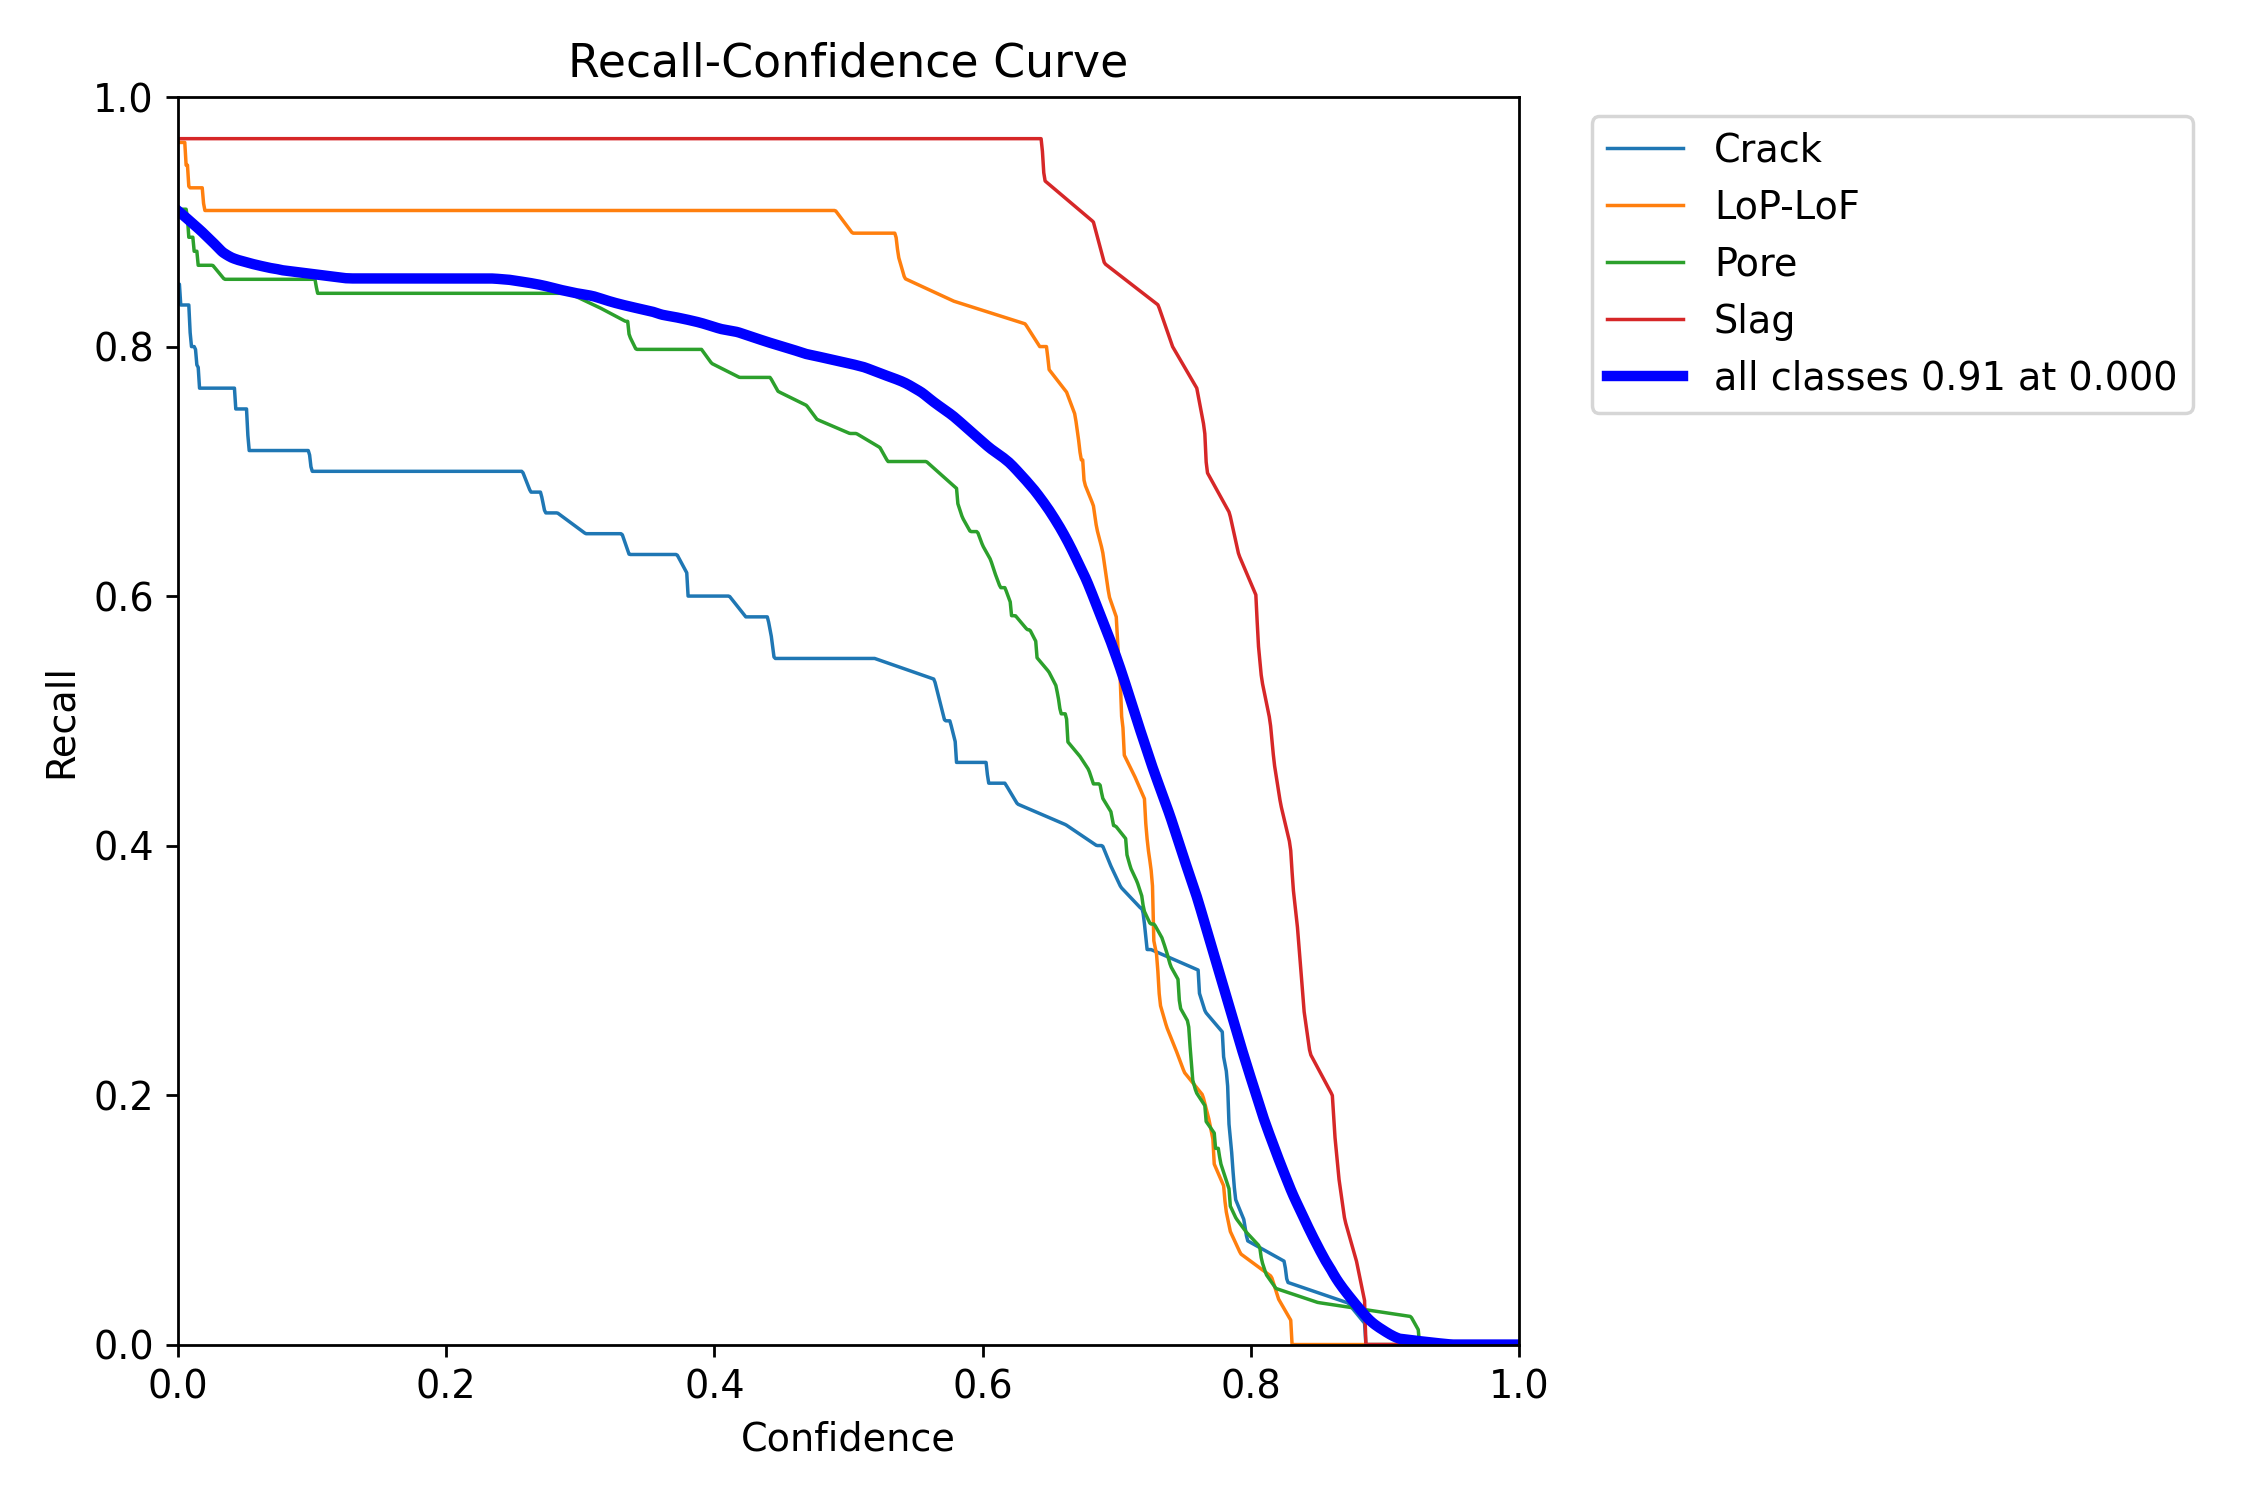 Recall-Confidence Curve
1.0
0.8
0.6
0.4
0.2
0.0
Recall
0.0 0.2 0.4 0.6 0.8 1.0
Confidence
Crack
LoP-LoF
Pore
Slag
all classes 0.91 at 0.000